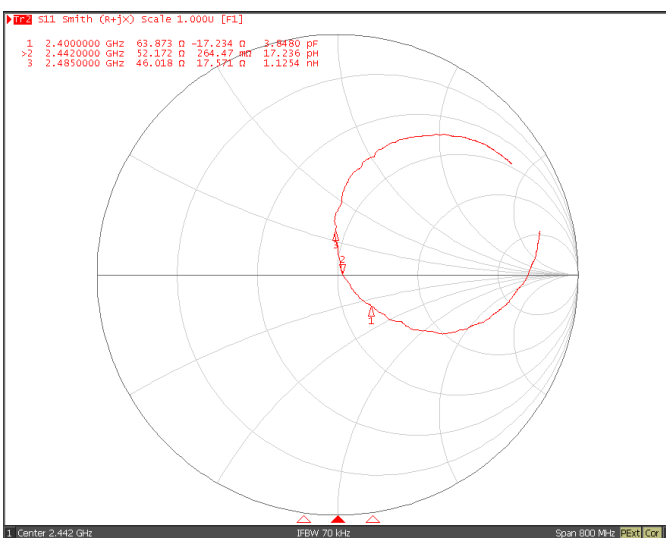 Tr2 S11 Smith (R+jX) Scale 1.000U [F1]
1 2.4000000 GHz 63.873 Ω -17.234 Ω 3.8480 pF
>2 2.4420000 GHz 52.172 Ω 264.47 mΩ 17.236 pH
3 2.4850000 GHz 46.018 Ω 17.571 Ω 1.1254 nH
3
2
1
1 Center 2.442 GHz IFBW 70 kHz Span 800 MHz PExt Cor